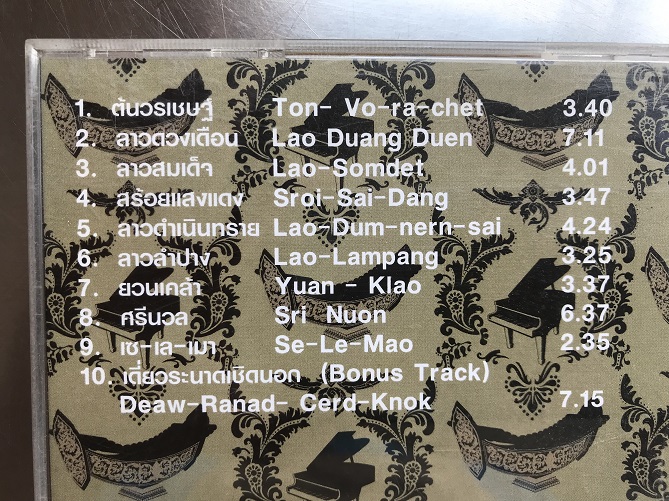 1. ต้นวรเชษฐ์ Ton- Vo-ra-chet 3.40
2. ลาวดวงเดือน Lao Duang Duen 7.11
3. ลาวสมเด็จ Lao-Somdet 4.01
4. สร้อยแสงแดง Sroi-Sai-Dang 3.47
5. ลาวดำเนินทราย Lao-Dum-nern-sai 4.24
6. ลาวลำปาง Lao-Lampang 3.25
7. ยวนเคล้า Yuan - Klao 3.37
8. ศรีนวล Sri Nuon 6.37
9. เซ-เล-เมา Se-Le-Mao 2.35
10. เดี่ยวระนาดเชิดนอก (Bonus Track)
Deaw-Ranad- Cerd-Knok 7.15